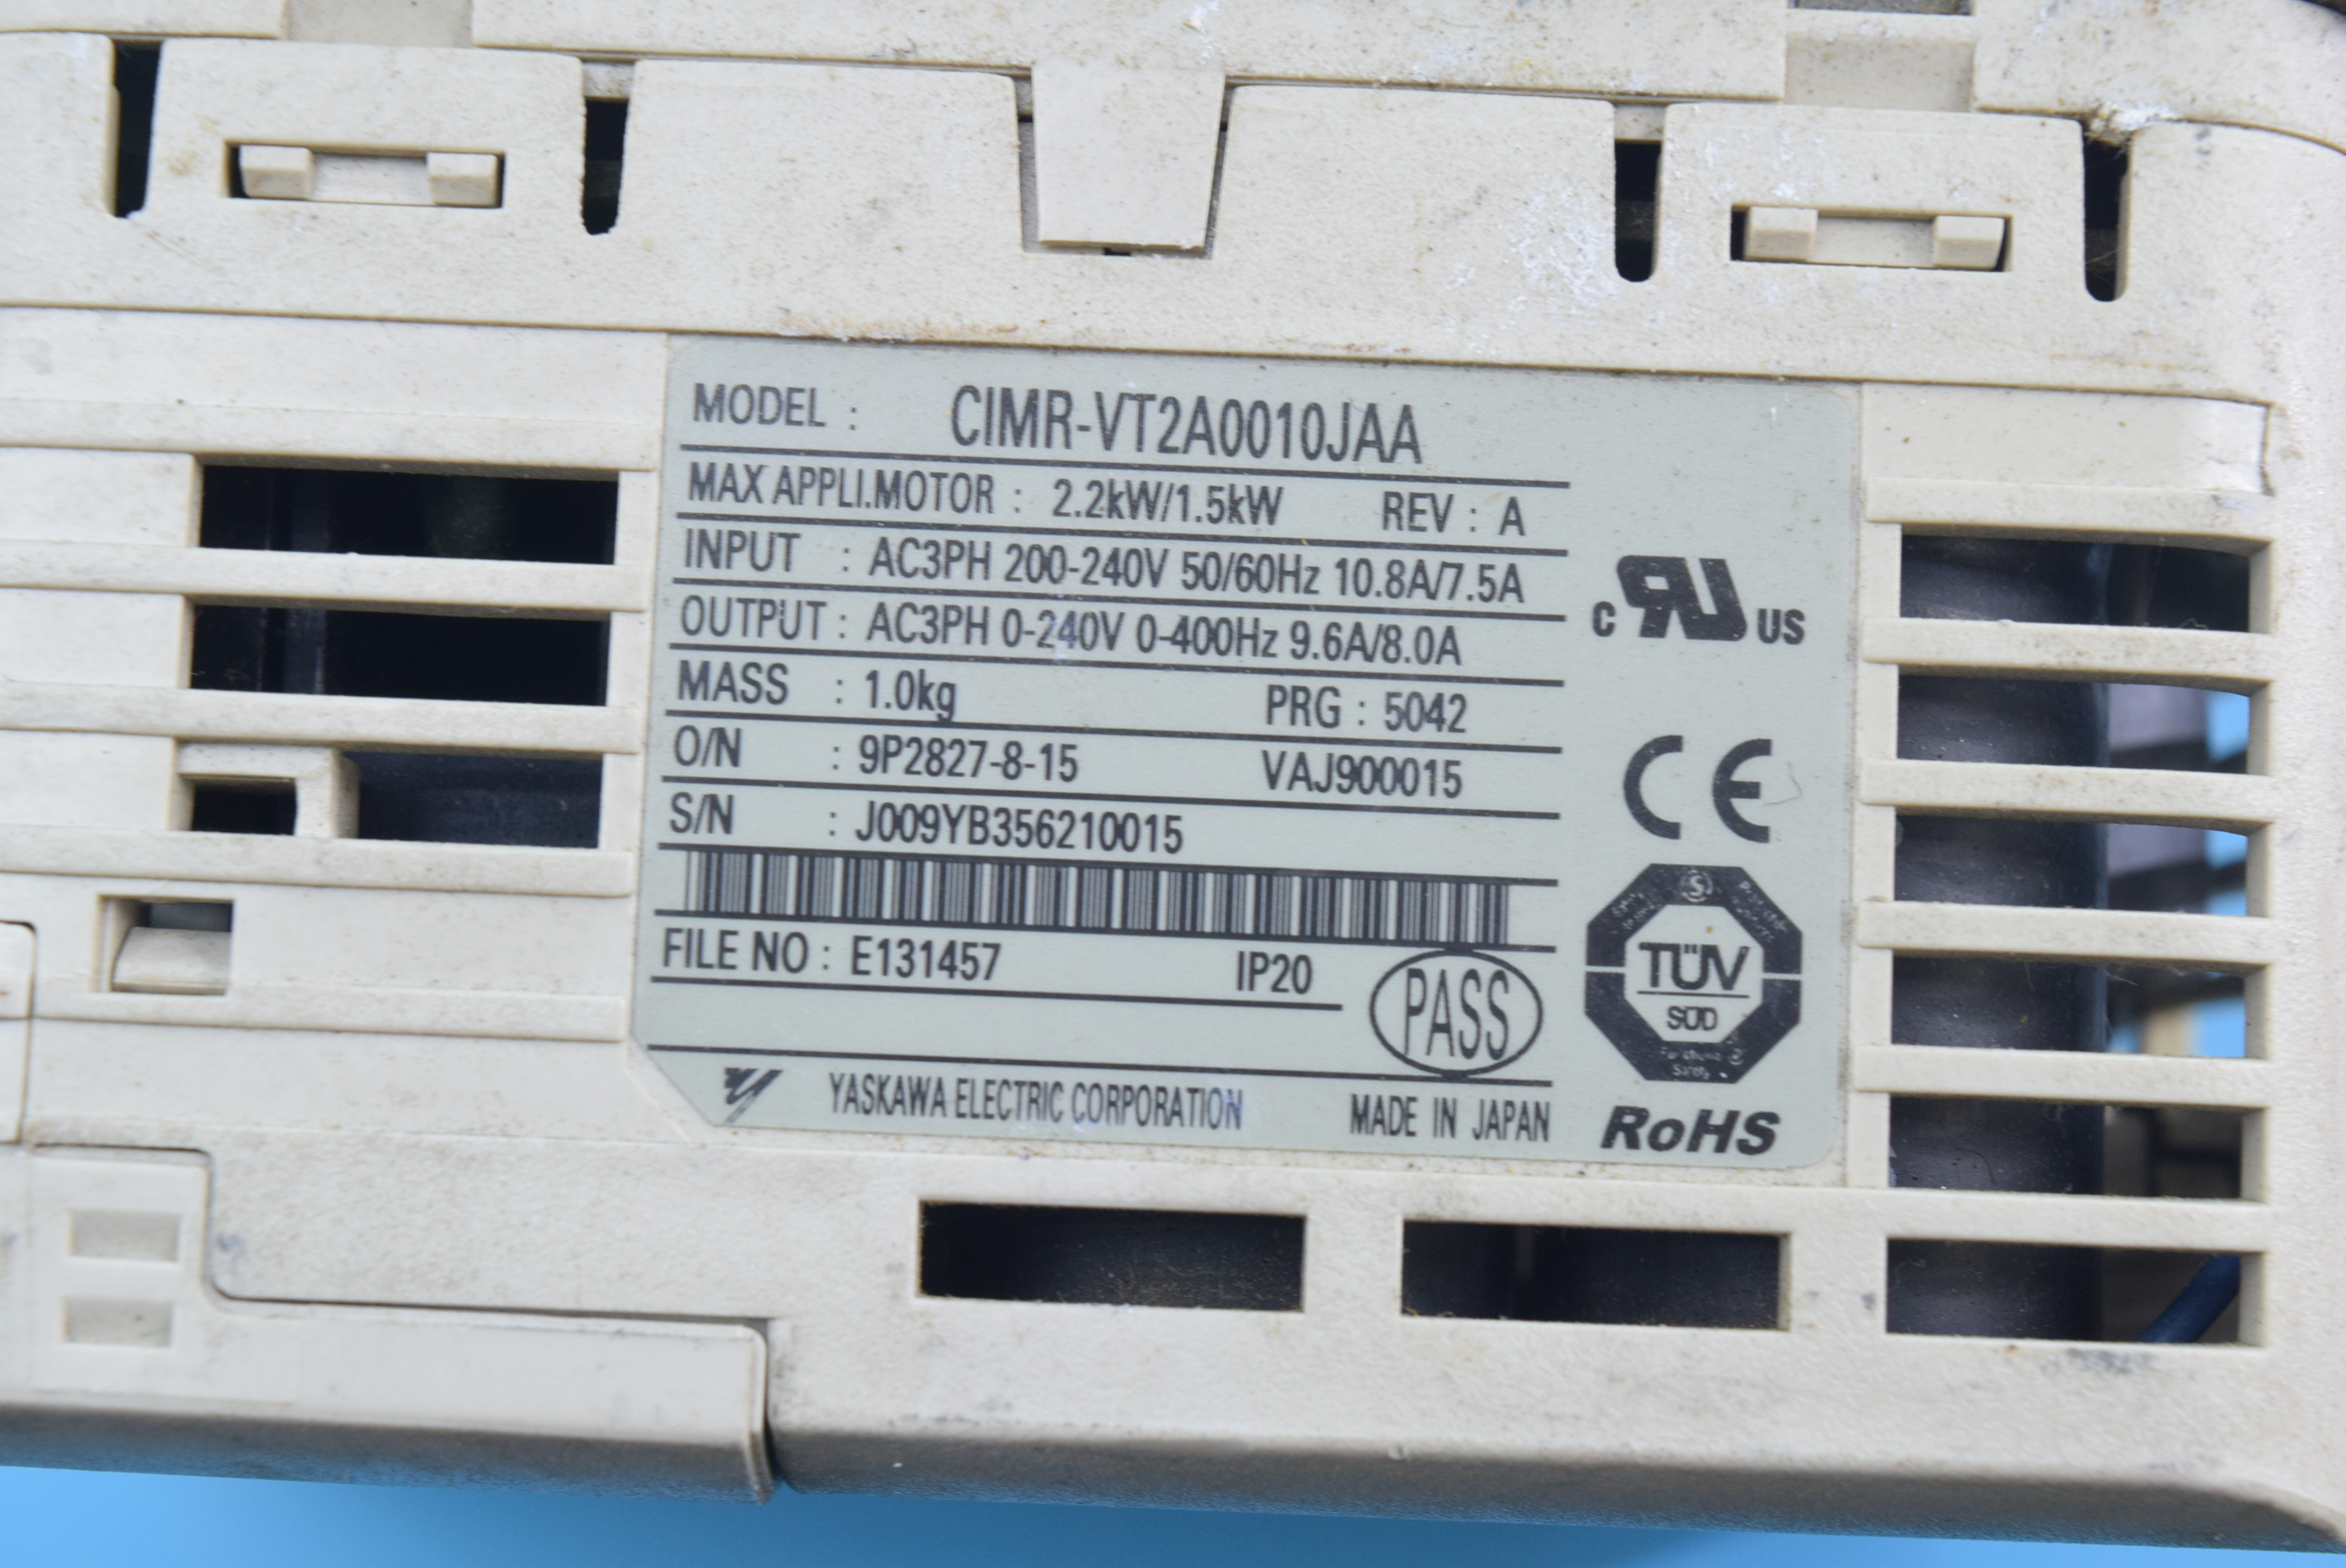 MODEL : CIMR-VT2A0010JAA
MAX APPLI.MOTOR : 2.2kW/1.5kW REV : A
INPUT : AC3PH 200-240V 50/60Hz 10.8A/7.5A
OUTPUT : AC3PH 0-240V 0-400Hz 9.6A/8.0A
MASS : 1.0kg PRG : 5042
O/N : 9P2827-8-15 VAJ900015
S/N : J009YB356210015
FILE NO : E131457 IP20 PASS
YASKAWA ELECTRIC CORPORATION MADE IN JAPAN
C RU US
CE
TÜV
SÜD
Safety
RoHS